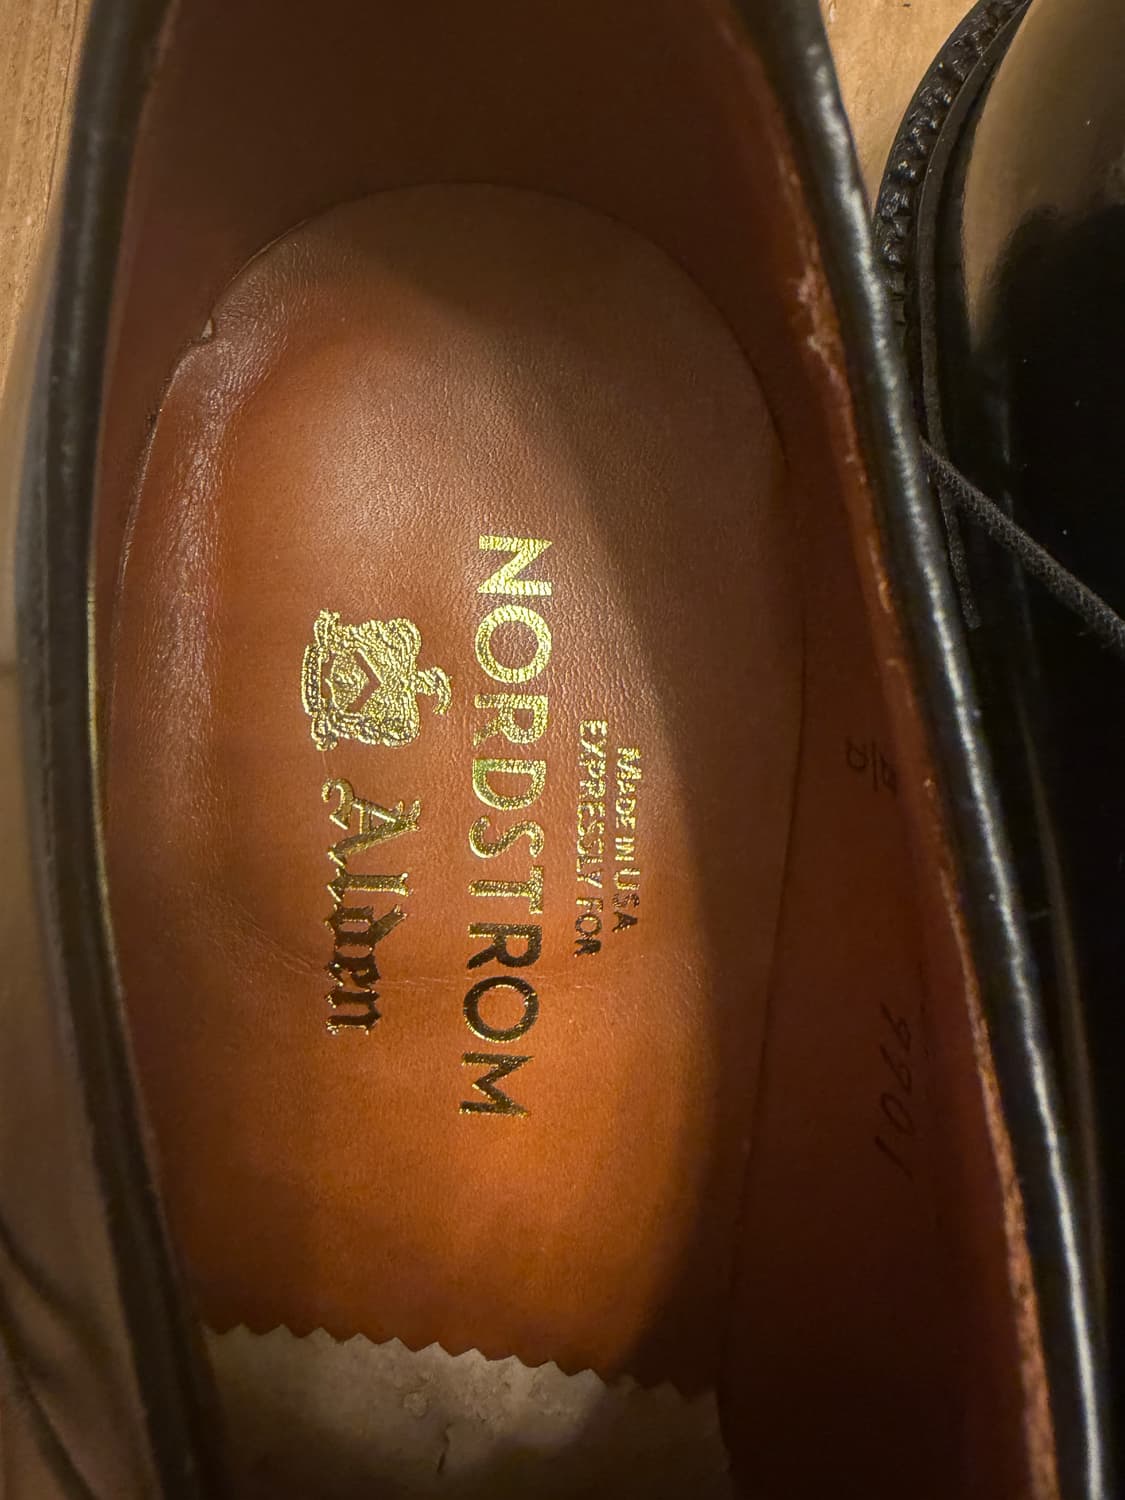 Alden
NORDSTROM
EXPRESSLY FOR
MADE IN USA
9901